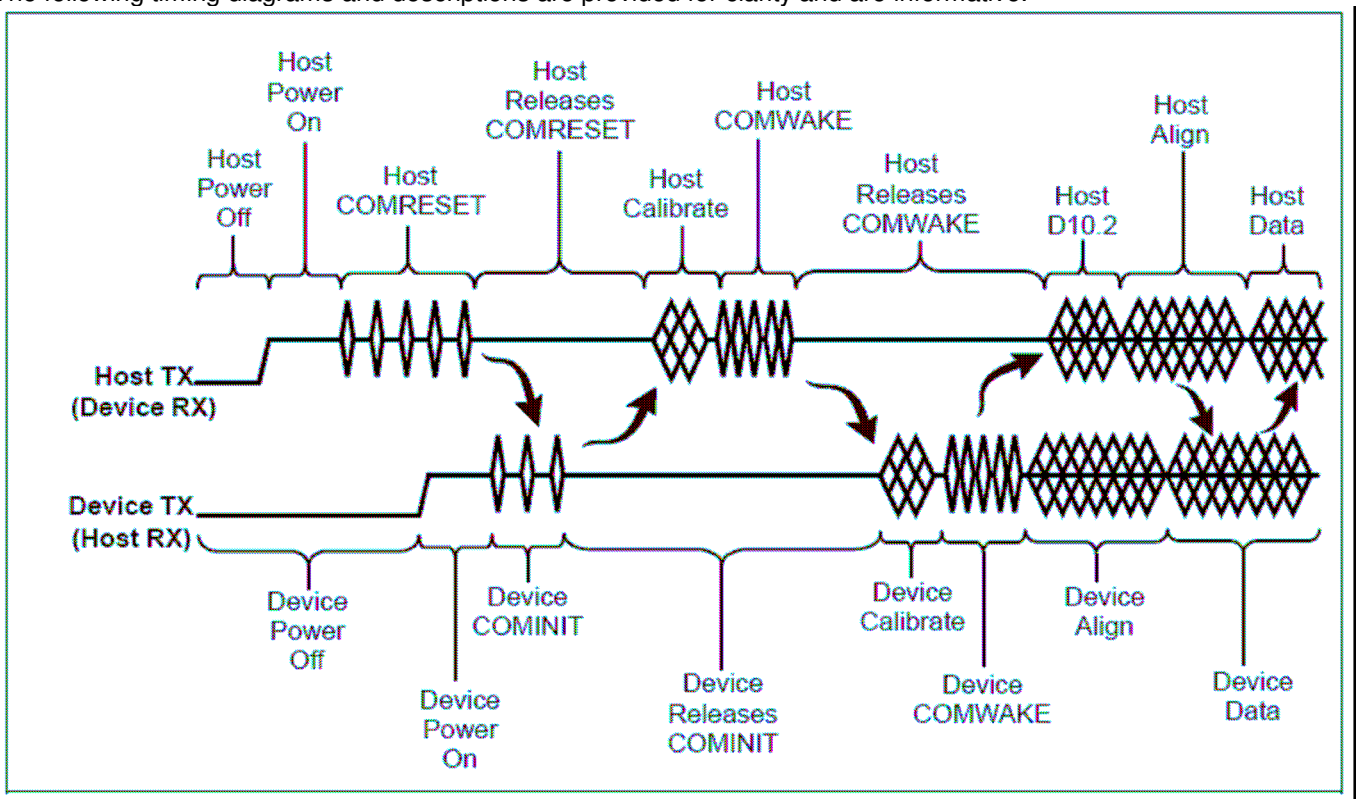 The following timing diagrams and descriptions are provided for clarity and are informative.
Host
Power
Off
Host
Power
On
Host
COMRESET
Host
Releases
COMRESET
Host
Calibrate
Host
COMWAKE
Host
Releases
COMWAKE
Host
D10.2
Host
Align
Host
Data
Host TX
(Device RX)
Device TX
(Host RX)
Device
Power
Off
Device
Power
On
Device
COMINIT
Device
Releases
COMINIT
Device
Calibrate
Device
COMWAKE
Device
Align
Device
Data